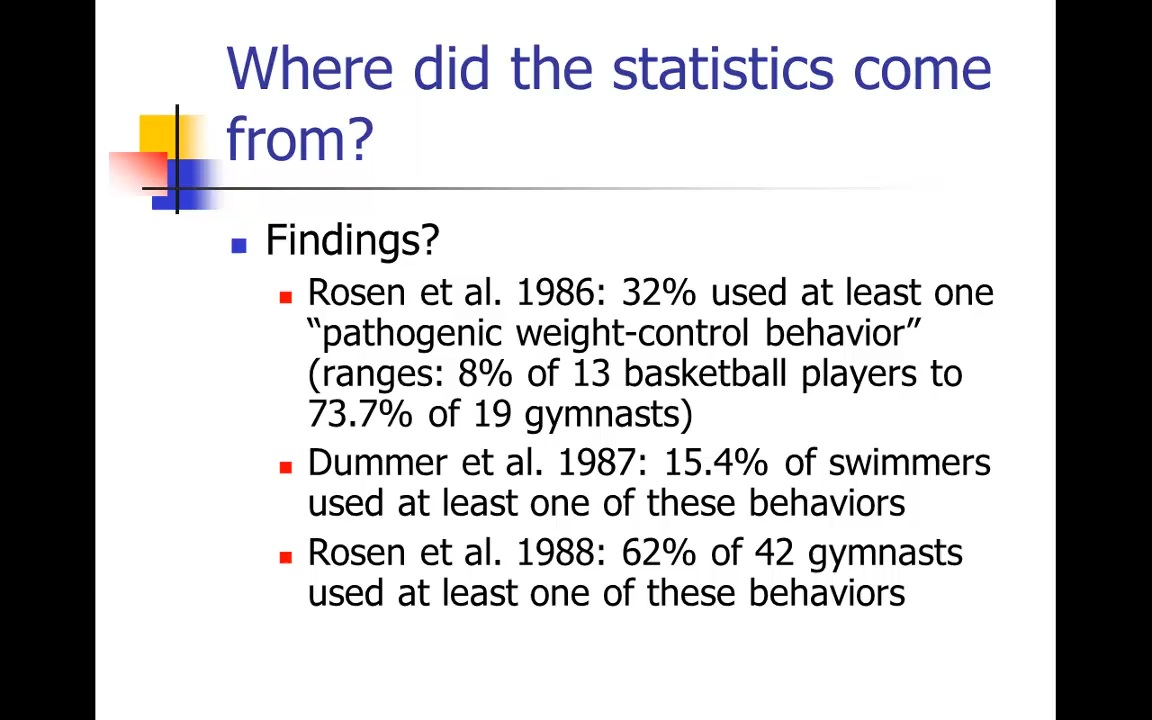 Where did the statistics come
from?
Findings?
Rosen et al. 1986: 32% used at least one
“pathogenic weight-control behavior”
(ranges: 8% of 13 basketball players to
73.7% of 19 gymnasts)
Dummer et al. 1987: 15.4% of swimmers
used at least one of these behaviors
Rosen et al. 1988: 62% of 42 gymnasts
used at least one of these behaviors